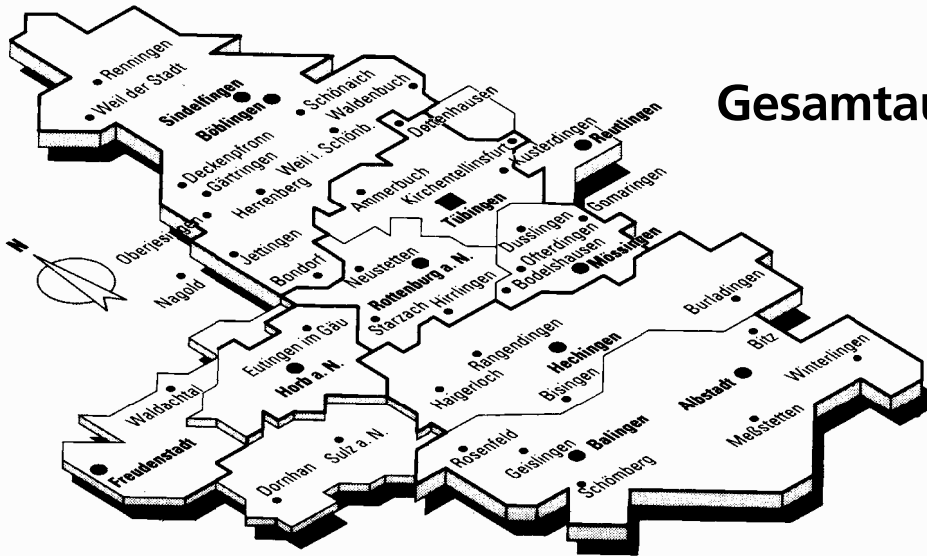 Gesamtau
Renningen
Weil der Stadt
Sindelfingen
Böblingen
Schönaich
Waldenbuch
Dettenhausen
Deckenpfronn
Gärtringen
Weil i. Schönb.
Herrenberg
Kirchentellinsfurt
Kusterdingen
Reutlingen
Ammerbuch
Tübingen
Gomaringen
Oberjesingen
Jettingen
Bondorf
Nagold
N
Neustetten
Rottenburg a. N.
Dusslingen
Ofterdingen
Bodelshausen
Mössingen
Starzach
Hirrlingen
Burladingen
Eutingen im Gäu
Horb a. N.
Rangendingen
Hechingen
Haigerloch
Bisingen
Bitz
Winterlingen
Albstadt
Waldachtal
Freudenstadt
Sulz a. N.
Dornhan
Rosenfeld
Geislingen
Balingen
Schömberg
Meßstetten